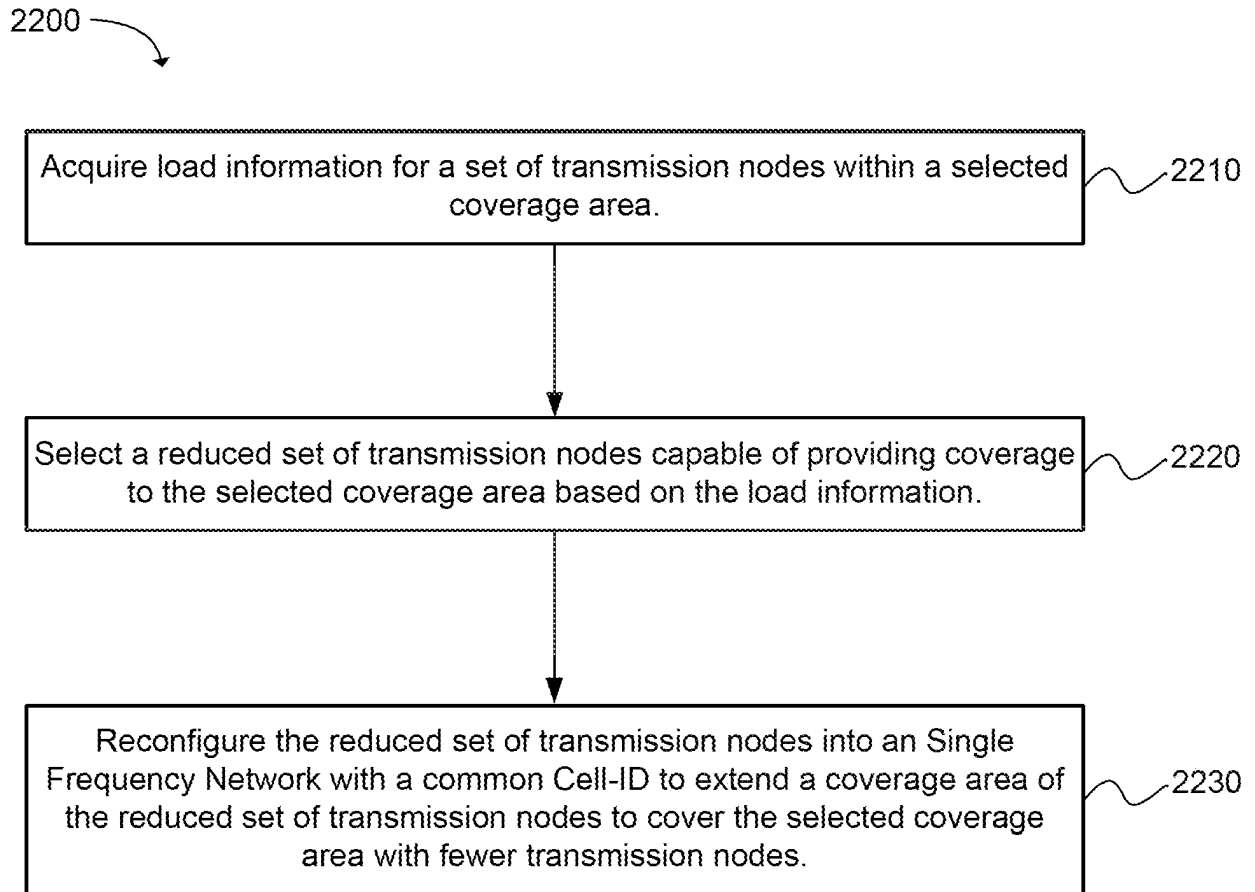 2200
Acquire load information for a set of transmission nodes within a selected
coverage area.
2210
Select a reduced set of transmission nodes capable of providing coverage
to the selected coverage area based on the load information.
2220
Reconfigure the reduced set of transmission nodes into an Single
Frequency Network with a common Cell-ID to extend a coverage area of
the reduced set of transmission nodes to cover the selected coverage
area with fewer transmission nodes.
2230